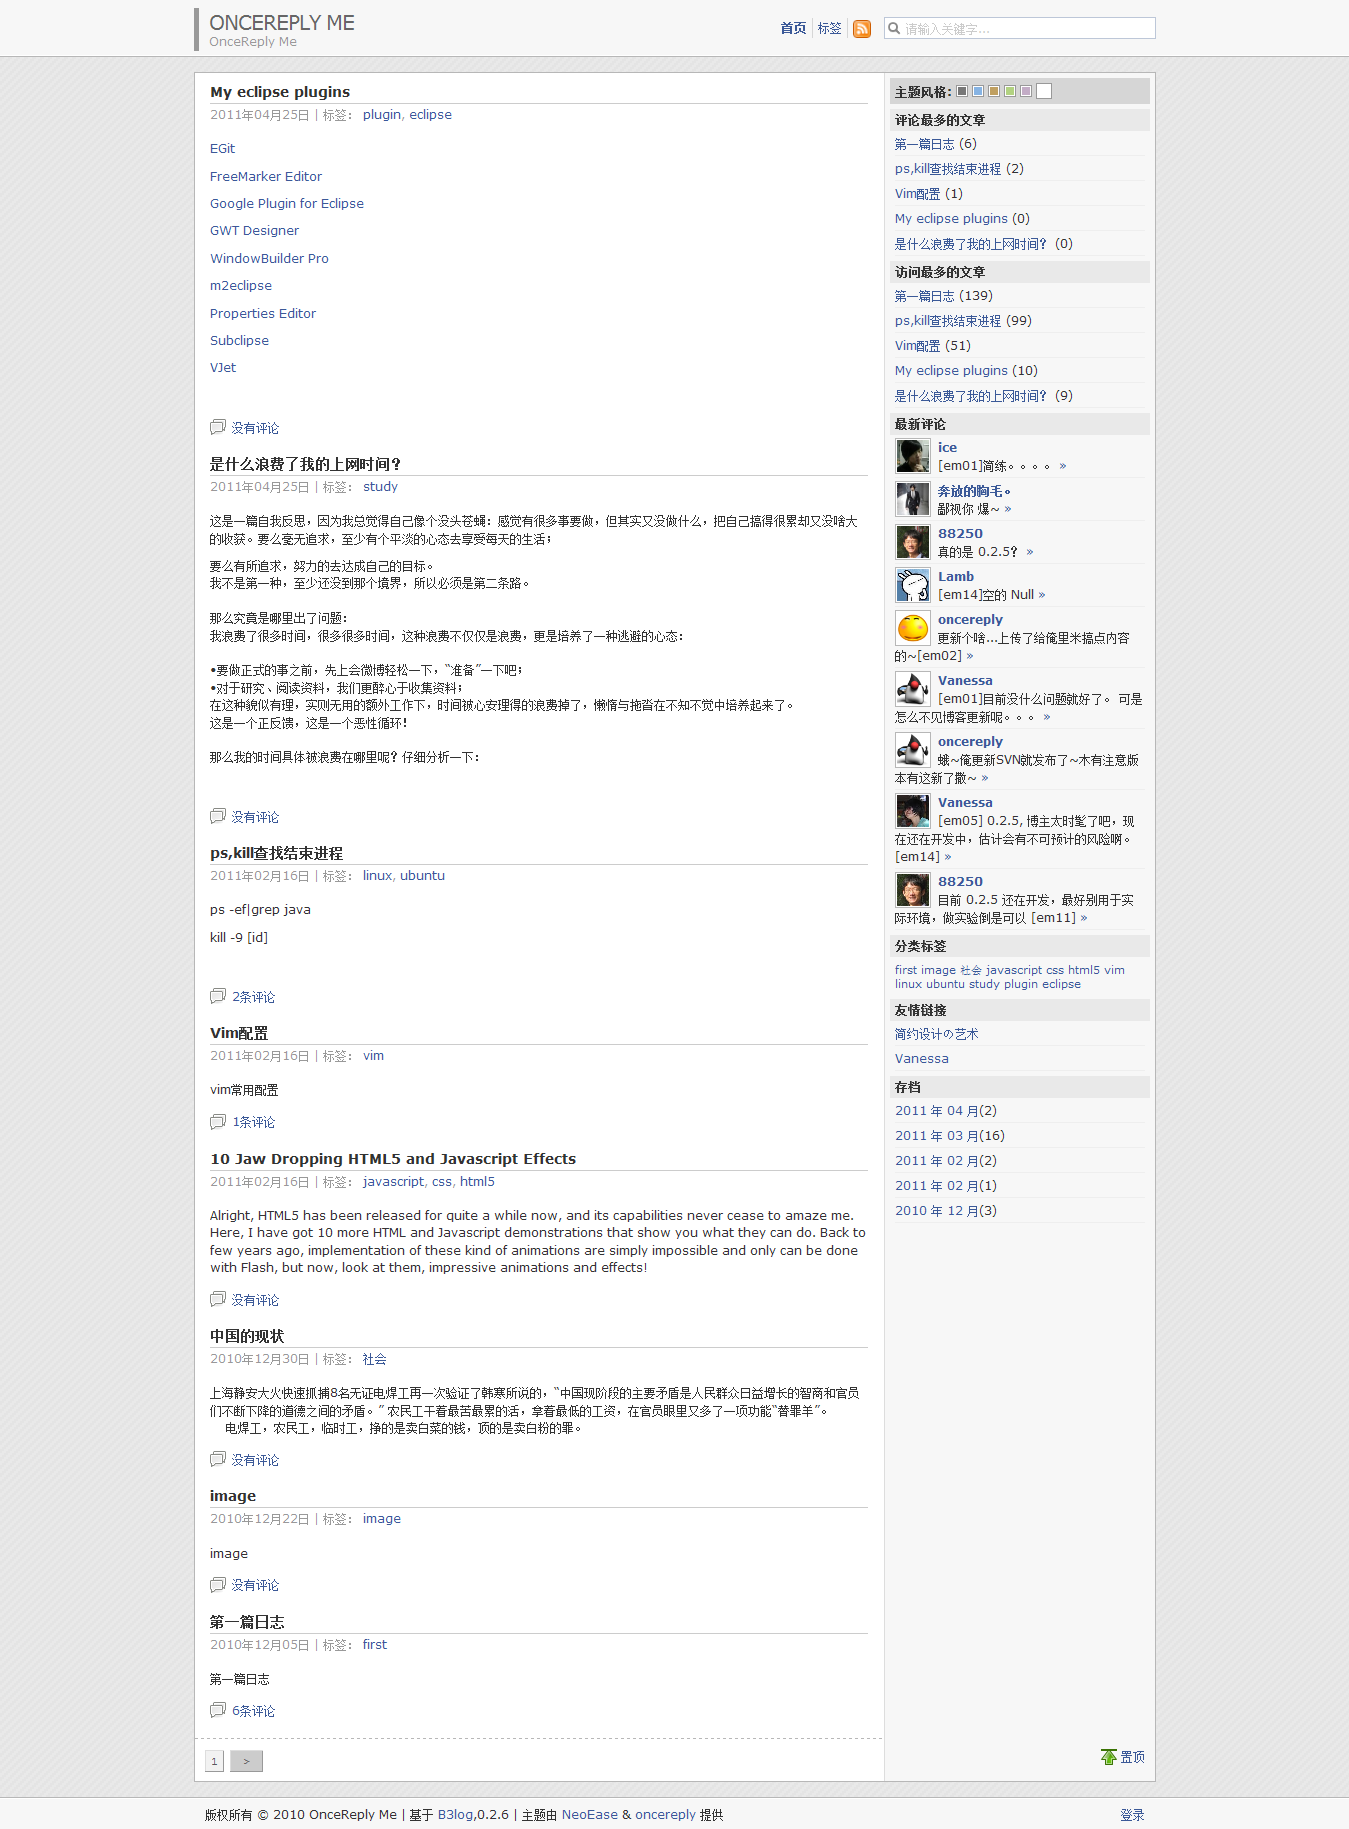 ONCEREPLY ME
OnceReply Me
首页 标签 请输入关键字...
My eclipse plugins
2011年04月25日 | 标签： plugin, eclipse
EGit
FreeMarker Editor
Google Plugin for Eclipse
GWT Designer
WindowBuilder Pro
m2eclipse
Properties Editor
Subclipse
VJet
没有评论
是什么浪费了我的上网时间？
2011年04月25日 | 标签： study
这是一篇自我反思，因为我总觉得自己像个没头苍蝇：感觉有很多事要做，但其实又没做什么，把自己搞得很累却又没啥大
的收获。要么毫无追求，至少有个平淡的心态去享受每天的生活；
要么有所追求，努力的去达成自己的目标。
我不是第一种，至少还没到那个境界，所以必须是第二条路。
那么究竟是哪里出了问题：
我浪费了很多时间，很多很多时间，这种浪费不仅仅是浪费，更是培养了一种逃避的心态：
•要做正式的事之前，先上会微博轻松一下，“准备”一下吧；
•对于研究、阅读资料，我们更醉心于收集资料；
在这种貌似有理，实则无用的额外工作下，时间被心安理得的浪费掉了，懒惰与拖沓在不知不觉中培养起来了。
这是一个正反馈，这是一个恶性循环！
那么我的时间具体被浪费在哪里呢？仔细分析一下：
没有评论
ps,kill查找结束进程
2011年02月16日 | 标签： linux, ubuntu
ps -ef|grep java
kill -9 [id]
2条评论
Vim配置
2011年02月16日 | 标签： vim
vim常用配置
1条评论
10 Jaw Dropping HTML5 and Javascript Effects
2011年02月16日 | 标签： javascript, css, html5
Alright, HTML5 has been released for quite a while now, and its capabilities never cease to amaze me.
Here, I have got 10 more HTML and Javascript demonstrations that show you what they can do. Back to
few years ago, implementation of these kind of animations are simply impossible and only can be done
with Flash, but now, look at them, impressive animations and effects!
没有评论
中国的现状
2010年12月30日 | 标签： 社会
上海静安大火快速抓捕8名无证电焊工再一次验证了韩寒所说的，“中国现阶段的主要矛盾是人民群众日益增长的智商和官员
们不断下降的道德之间的矛盾。” 农民工干着最苦最累的活，拿着最低的工资，在官员眼里又多了一项功能“替罪羊”。
电焊工，农民工，临时工，挣的是卖白菜的钱，顶的是卖白粉的罪。
没有评论
image
2010年12月22日 | 标签： image
image
没有评论
第一篇日志
2010年12月05日 | 标签： first
第一篇日志
6条评论
1 >
主题风格:
评论最多的文章
第一篇日志 (6)
ps,kill查找结束进程 (2)
Vim配置 (1)
My eclipse plugins (0)
是什么浪费了我的上网时间？ (0)
访问最多的文章
第一篇日志 (139)
ps,kill查找结束进程 (99)
Vim配置 (51)
My eclipse plugins (10)
是什么浪费了我的上网时间？ (9)
最新评论
ice
[em01]简练。。。。 »
奔放的胸毛。
鄙视你 爆~ »
88250
真的是 0.2.5？ »
Lamb
[em14]空的 Null »
oncereply
更新个啥...上传了给俺里米搞点内容
的~[em02] »
Vanessa
[em01]目前没什么问题就好了。 可是
怎么不见博客更新呢。。。 »
oncereply
蛾~俺更新SVN就发布了~木有注意版
本有这新了撒~ »
Vanessa
[em05] 0.2.5, 博主太时髦了吧，现
在还在开发中，估计会有不可预计的风险啊。
[em14] »
88250
目前 0.2.5 还在开发，最好别用于实
际环境，做实验倒是可以 [em11] »
分类标签
first image 社会 javascript css html5 vim
linux ubuntu study plugin eclipse
友情链接
简约设计の艺术
Vanessa
存档
2011 年 04 月(2)
2011 年 03 月(16)
2011 年 02 月(2)
2011 年 02 月(1)
2010 年 12 月(3)
置顶
版权所有 © 2010 OnceReply Me | 基于 B3log,0.2.6 | 主题由 NeoEase & oncereply 提供 登录